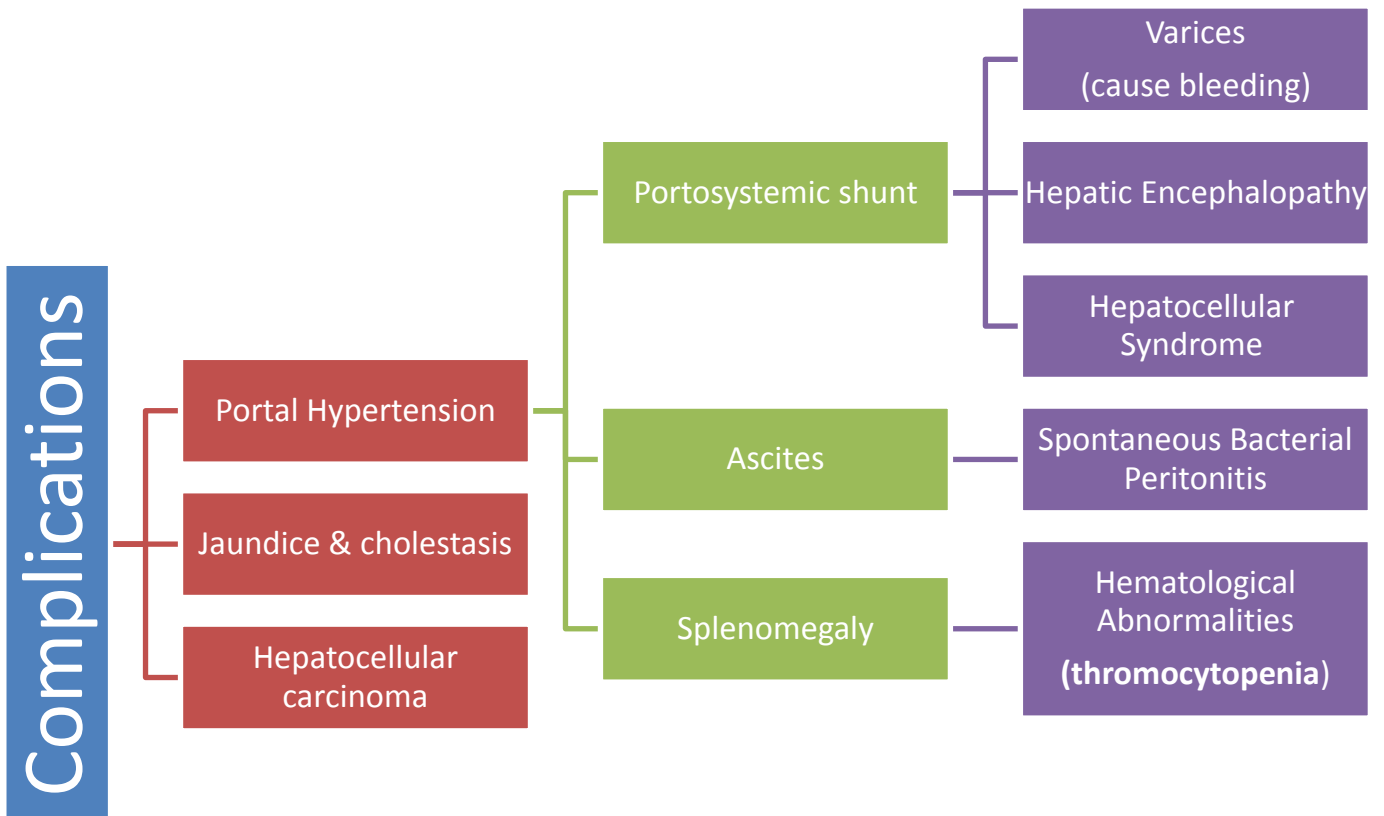 Complications
Portal Hypertension
Jaundice & cholestasis
Hepatocellular
carcinoma
Portosystemic shunt
Ascites
Splenomegaly
Varices
(cause bleeding)
Hepatic Encephalopathy
Hepatocellular
Syndrome
Spontaneous Bacterial
Peritonitis
Hematological
Abnormalities
(thromocytopenia)